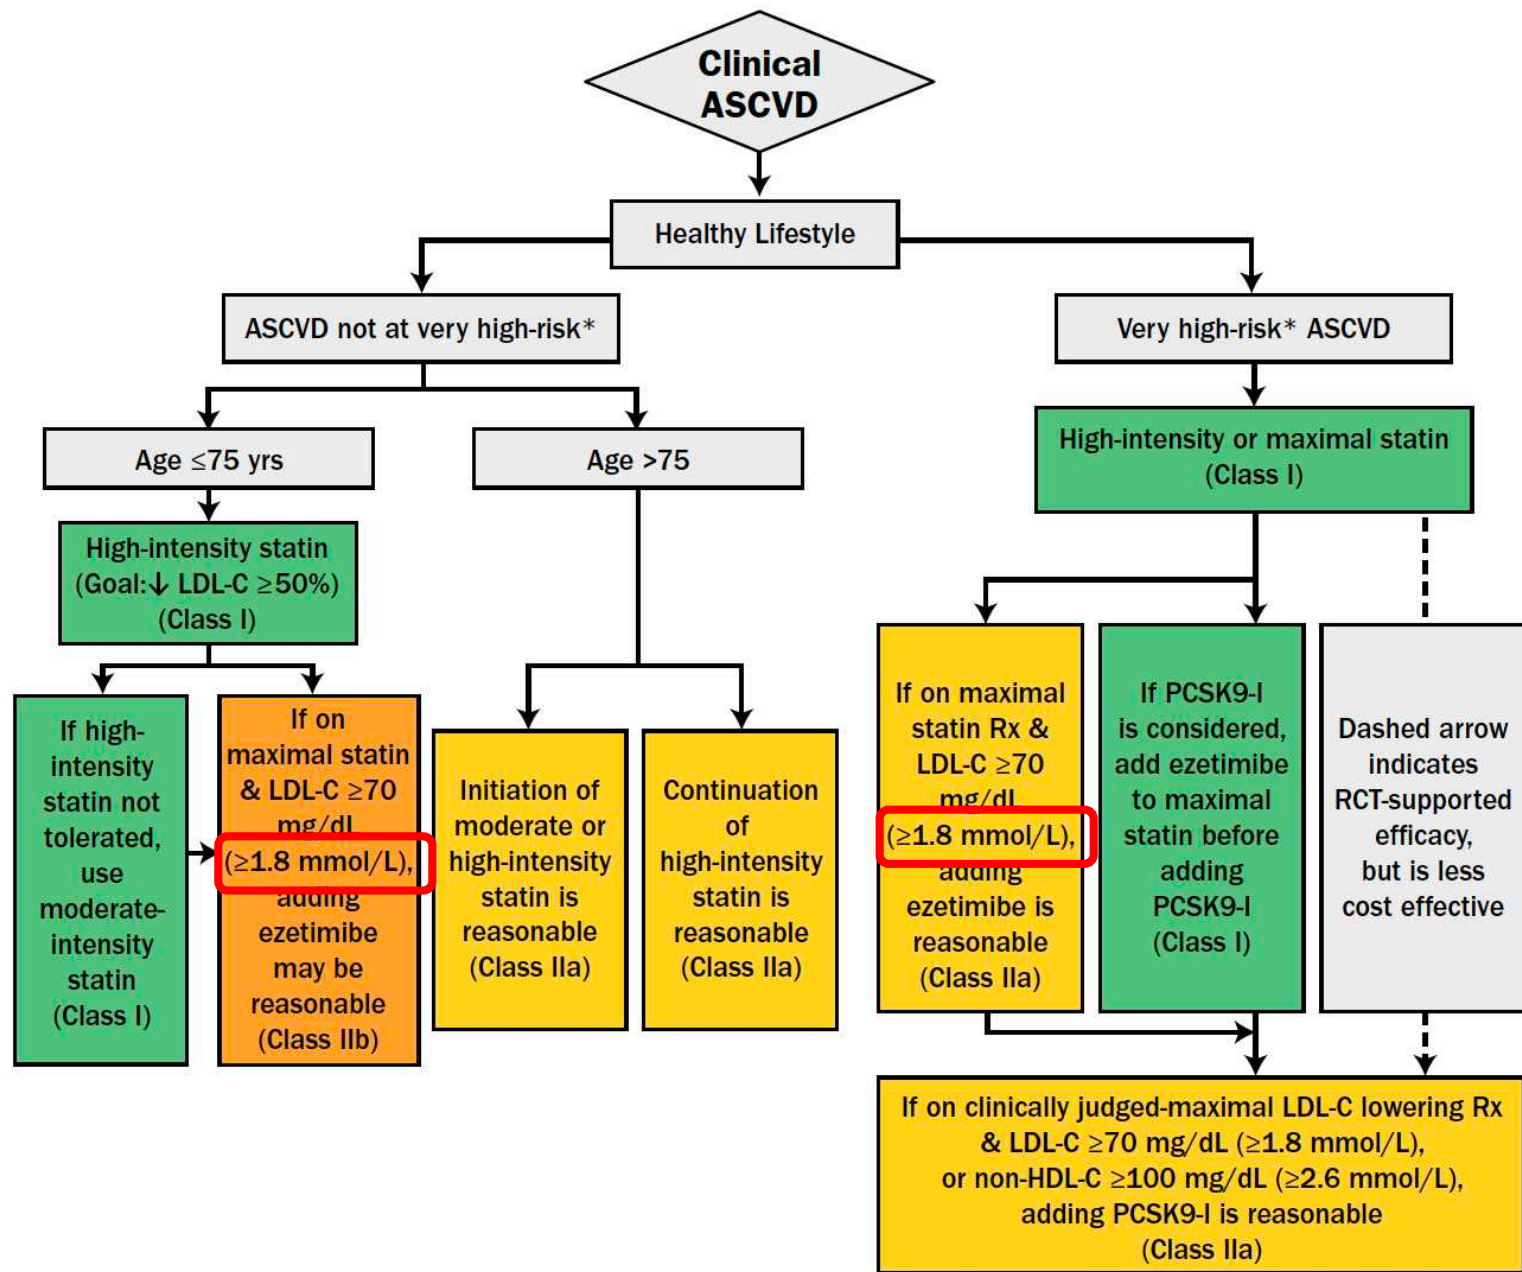 Clinical
ASCVD
Healthy Lifestyle
ASCVD not at very high-risk*
Very high-risk* ASCVD
Age ≤75 yrs
Age >75
High-intensity or maximal statin
(Class I)
High-intensity statin
(Goal:↓ LDL-C ≥50%)
(Class I)
If high-
intensity
statin not
tolerated,
use
moderate-
intensity
statin
(Class I)
If on
maximal statin
& LDL-C ≥70
mg/dL
(≥1.8 mmol/L),
adding
ezetimibe
may be
reasonable
(Class IIb)
Initiation of
moderate or
high-intensity
statin is
reasonable
(Class IIa)
Continuation
of
high-intensity
statin is
reasonable
(Class IIa)
If on maximal
statin Rx &
LDL-C ≥70
mg/dL
(≥1.8 mmol/L),
adding
ezetimibe is
reasonable
(Class IIa)
If PCSK9-I
is considered,
add ezetimibe
to maximal
statin before
adding
PCSK9-I
(Class I)
Dashed arrow
indicates
RCT-supported
efficacy,
but is less
cost effective
If on clinically judged-maximal LDL-C lowering Rx
& LDL-C ≥70 mg/dL (≥1.8 mmol/L),
or non-HDL-C ≥100 mg/dL (≥2.6 mmol/L),
adding PCSK9-I is reasonable
(Class IIa)